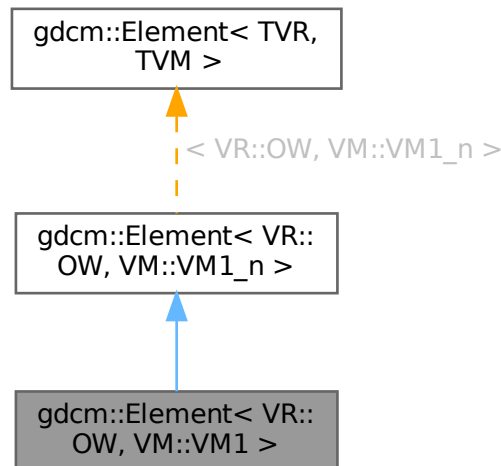 gdcm::Element< TVR,
TVM >
< VR::OW, VM::VM1_n >
gdcm::Element< VR::
OW, VM::VM1_n >
gdcm::Element< VR::
OW, VM::VM1 >